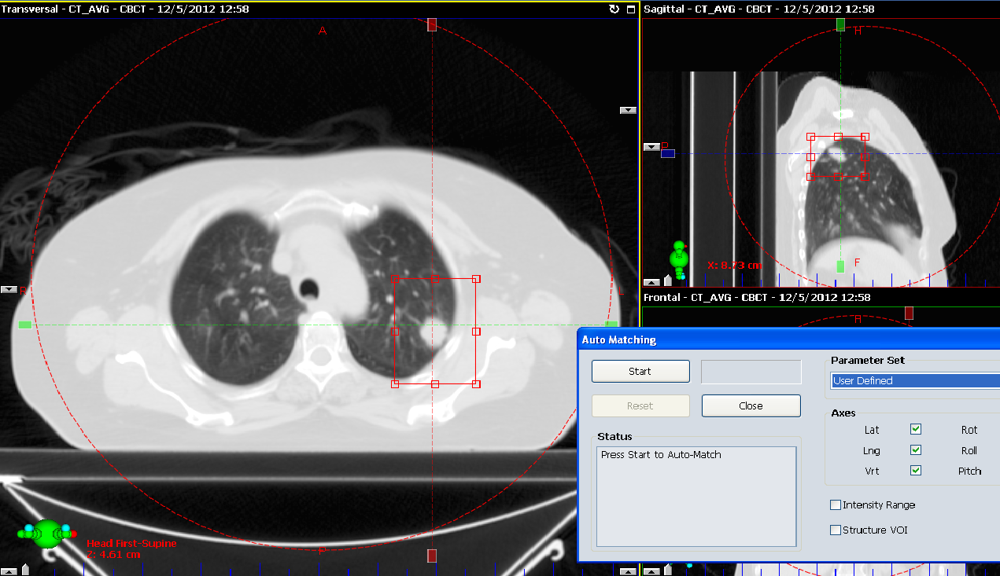 Transversal - CT_AVG - CBCT - 12/5/2012 12:58
A
R
Head First-Supine
Z: 4.61 cm
Sagittal - CT_AVG - CBCT - 12/5/2012 12:58
H
X: 8.73 cm
F
Frontal - CT_AVG - CBCT - 12/5/2012 12:58
H
Auto Matching
Start
Reset
Close
Status
Press Start to Auto-Match
Parameter Set
User Defined
Axes
Lat Rot
Lng Roll
Vrt Pitch
Intensity Range
Structure VOI